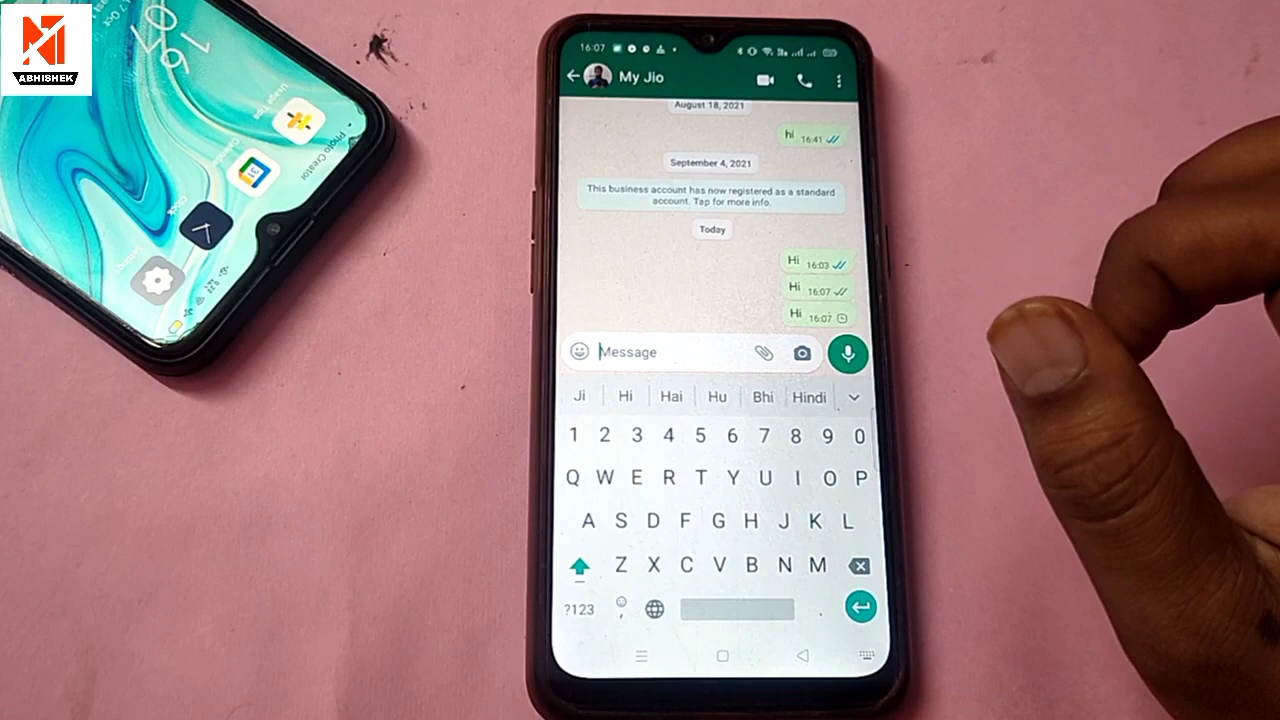 ABHISHEK
16:07
My Jio
August 18, 2021
hi 16:41
September 4, 2021
This business account has now registered as a standard
account. Tap for more info.
Today
Hi 16:03
Hi 16:07
Hi 16:07
Message
Ji Hi Hai Hu Bhi Hindi
1 2 3 4 5 6 7 8 9 0
Q W E R T Y U I O P
A S D F G H J K L
Z X C V B N M
?123 , .
Usage Tips
Photo Creator
Clock
31